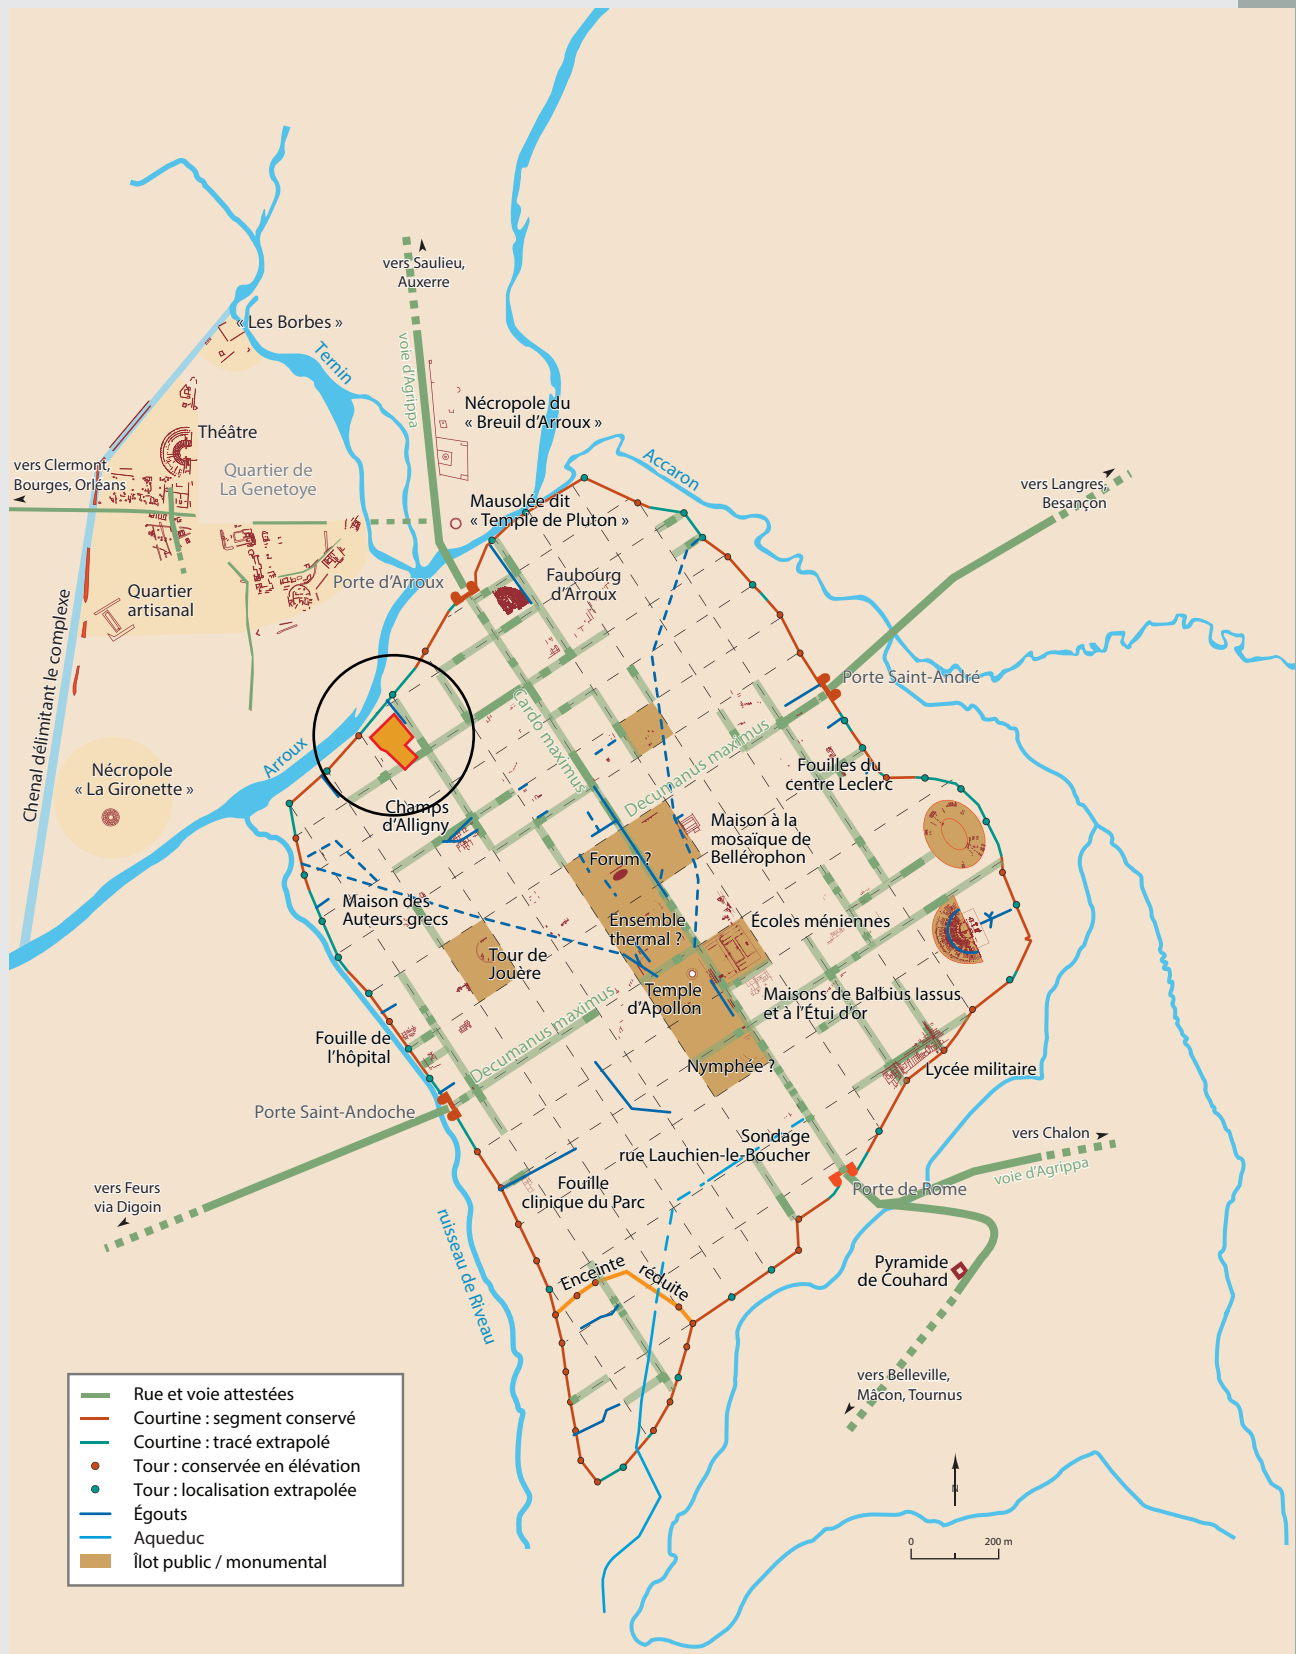 vers Saulieu,
Auxerre
« Les Borbes »
Ternin
voie d'Agrippa
Nécropole du
« Breuil d'Arroux »
Théâtre
Accaron
vers Clermont,
Bourges, Orléans
Quartier de
La Genetoye
vers Langres,
Besançon
Mausolée dit
« Temple de Pluton »
Porte d'Arroux
Faubourg
d'Arroux
Quartier
artisanal
Chenal délimitant le complexe
Porte Saint-André
Cardo maximus
Decumanus maximus
Arroux
Nécropole
« La Gironette »
Fouilles du
centre Leclerc
Champs
d'Alligny
Maison à la
mosaïque de
Bellérophon
Forum ?
Maison des
Auteurs grecs
Ensemble
thermal ?
Écoles méniennes
Tour de
Jouère
Temple
d'Apollon
Maisons de Balbius Iassus
et à l'Étui d'or
Decumanus maximus
Fouille de
l'hôpital
Nymphée ?
Lycée militaire
Porte Saint-Andoche
Sondage
rue Lauchien-le-Boucher
vers Chalon
voie d'Agrippa
vers Feurs
via Digoin
Fouille
clinique du Parc
Porte de Rome
ruisseau de Riveau
Enceinte réduite
Pyramide
de Couhard
vers Belleville,
Mâcon, Tournus
Rue et voie attestées
Courtine : segment conservé
Courtine : tracé extrapolé
Tour : conservée en élévation
Tour : localisation extrapolée
Égouts
Aqueduc
Îlot public / monumental
N
0 200 m